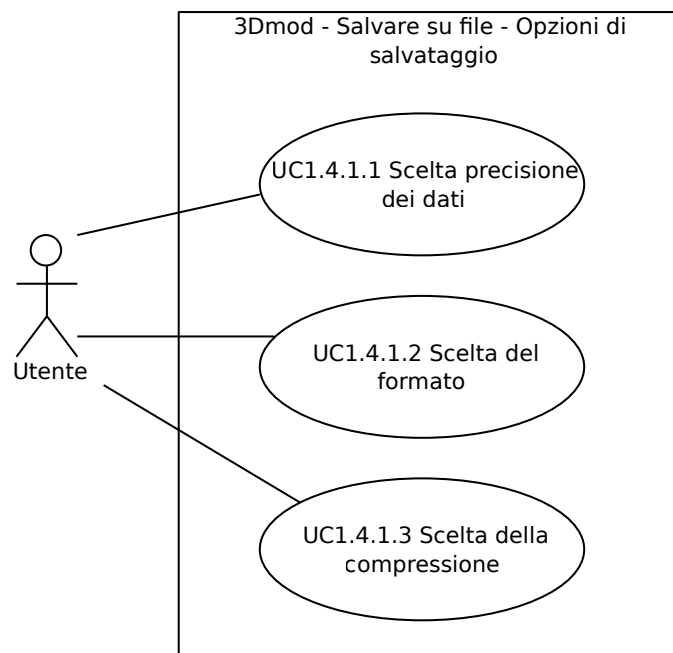 3Dmod - Salvare su file - Opzioni di
salvataggio
UC1.4.1.1 Scelta precisione
dei dati
Utente
UC1.4.1.2 Scelta del
formato
UC1.4.1.3 Scelta della
compressione